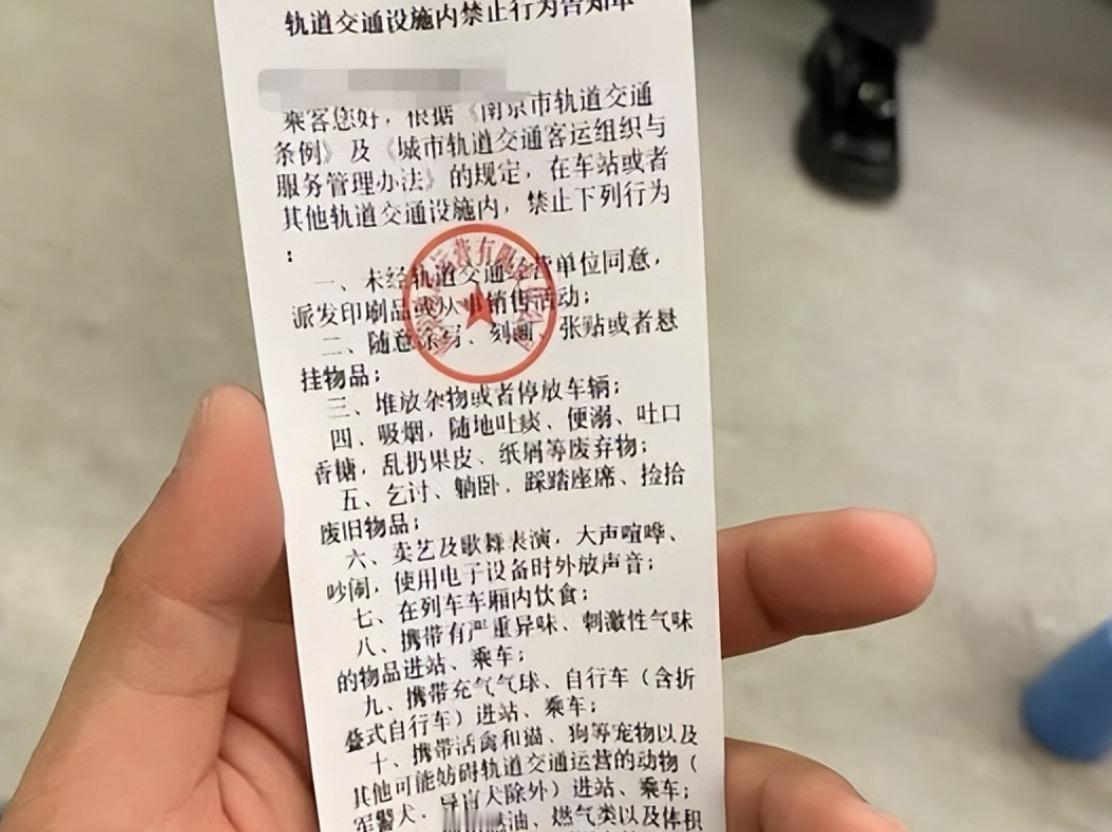 轨道交通设施内禁止行为告知单
乘客您好，根据《南京市轨道交通
条例》及《城市轨道交通客运组织与
服务管理办法》的规定，在车站或者
其他轨道交通设施内，禁止下列行为
：
一、未经轨道交通经营单位同意，
派发印刷品或从事销售活动；
二、随意涂写、刻画、张贴或者悬
挂物品；
三、堆放杂物或者停放车辆；
四、吸烟，随地吐痰、便溺、吐口
香糖，乱扔果皮、纸屑等废弃物；
五、乞讨、躺卧，踩踏座席、捡拾
废旧物品；
六、卖艺及歌舞表演，大声喧哗、
吵闹，使用电子设备时外放声音；
七、在列车车厢内饮食；
八、携带有严重异味、刺激性气味
的物品进站、乘车；
九、携带充气气球、自行车（含折
叠式自行车）进站、乘车；
十、携带活禽和猫、狗等宠物以及
其他可能妨碍轨道交通运营的动物（
军警犬、导盲犬除外）进站、乘车；
燃油、燃气类以及体积
运营有限